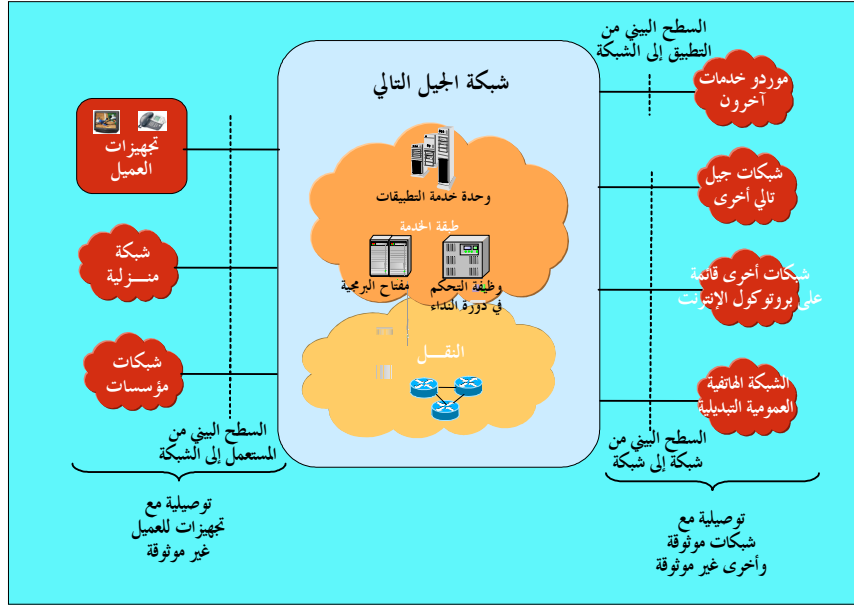 السطح البيني من
التطبيق إلى الشبكة
موردو خدمات
آخرون
شبكات جيل
تالي أخرى
شبكات أخرى قائمة
على بروتوكول الإنترنت
الشبكة الهاتفية
العمومية التبديلية
السطح البيني من
شبكة إلى شبكة
توصيلية مع
شبكات موثوقة
وأخرى غير موثوقة
شبكة الجيل التالي
وحدة خدمة التطبيقات
طبقة الخدمة
وظيفة التحكم
في دورة النداء
مفتاح البرمجية
النقـــل
تجهيزات
العميل
شبكة
منـــزلية
شبكات
مؤسسات
السطح البيني من
المستعمل إلى الشبكة
توصيلية مع
تجهيزات للعميل
غير موثوقة